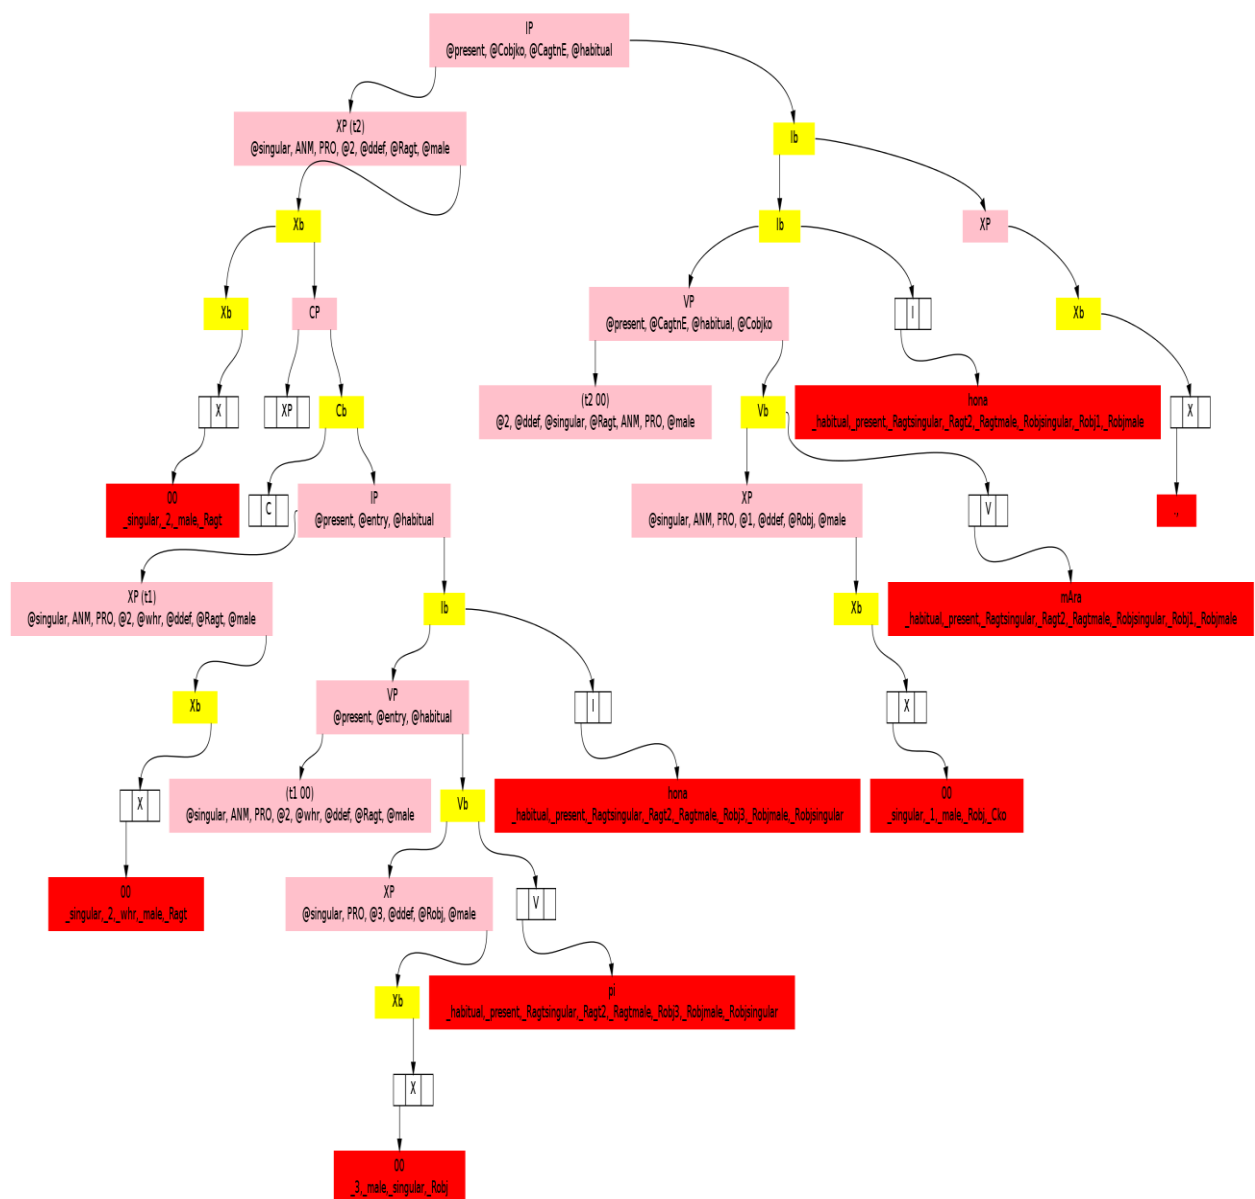 IP
@present, @Cobjko, @CagtnE, @habitual
XP (t2)
@singular, ANM, PRO, @2, @ddef, @Ragt, @male
Ib
Xb
Ib
XP
Xb
CP
VP
@present, @CagtnE, @habitual, @Cobjko
I
Xb
X
XP
Cb
(t2 00)
@2, @ddef, @singular, @Ragt, ANM, PRO, @male
Vb
hona
_habitual,_present,_Ragtsingular,_Ragt2,_Ragtmale,_Robjsingular,_Robj1,_Robjmale
X
00
_singular,_2,_male,_Ragt
C
IP
@present, @entry, @habitual
XP
@singular, ANM, PRO, @1, @ddef, @Robj, @male
V
XP (t1)
@singular, ANM, PRO, @2, @whr, @ddef, @Ragt, @male
Ib
Xb
mAra
_habitual,_present,_Ragtsingular,_Ragt2,_Ragtmale,_Robjsingular,_Robj1,_Robjmale
Xb
VP
@present, @entry, @habitual
I
X
X
(t1 00)
@singular, ANM, PRO, @2, @whr, @ddef, @Ragt, @male
Vb
hona
_habitual,_present,_Ragtsingular,_Ragt2,_Ragtmale,_Robj3,_Robjmale,_Robjsingular
00
_singular,_1,_male,_Robj,_Cko
00
_singular,_2,_whr,_male,_Ragt
XP
@singular, PRO, @3, @ddef, @Robj, @male
V
Xb
pi
_habitual,_present,_Ragtsingular,_Ragt2,_Ragtmale,_Robj3,_Robjmale,_Robjsingular
X
00
_3,_male,_singular,_Robj